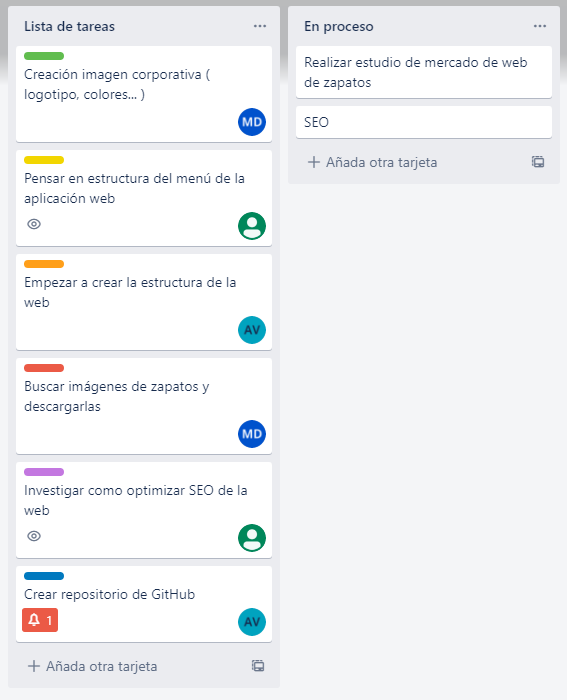 Lista de tareas
Creación imagen corporativa (
logotipo, colores... )
MD
Pensar en estructura del menú de la
aplicación web
Empezar a crear la estructura de la
web
AV
Buscar imágenes de zapatos y
descargarlas
MD
Investigar como optimizar SEO de la
web
Crear repositorio de GitHub
1
AV
Añada otra tarjeta
En proceso
Realizar estudio de mercado de web
de zapatos
SEO
Añada otra tarjeta